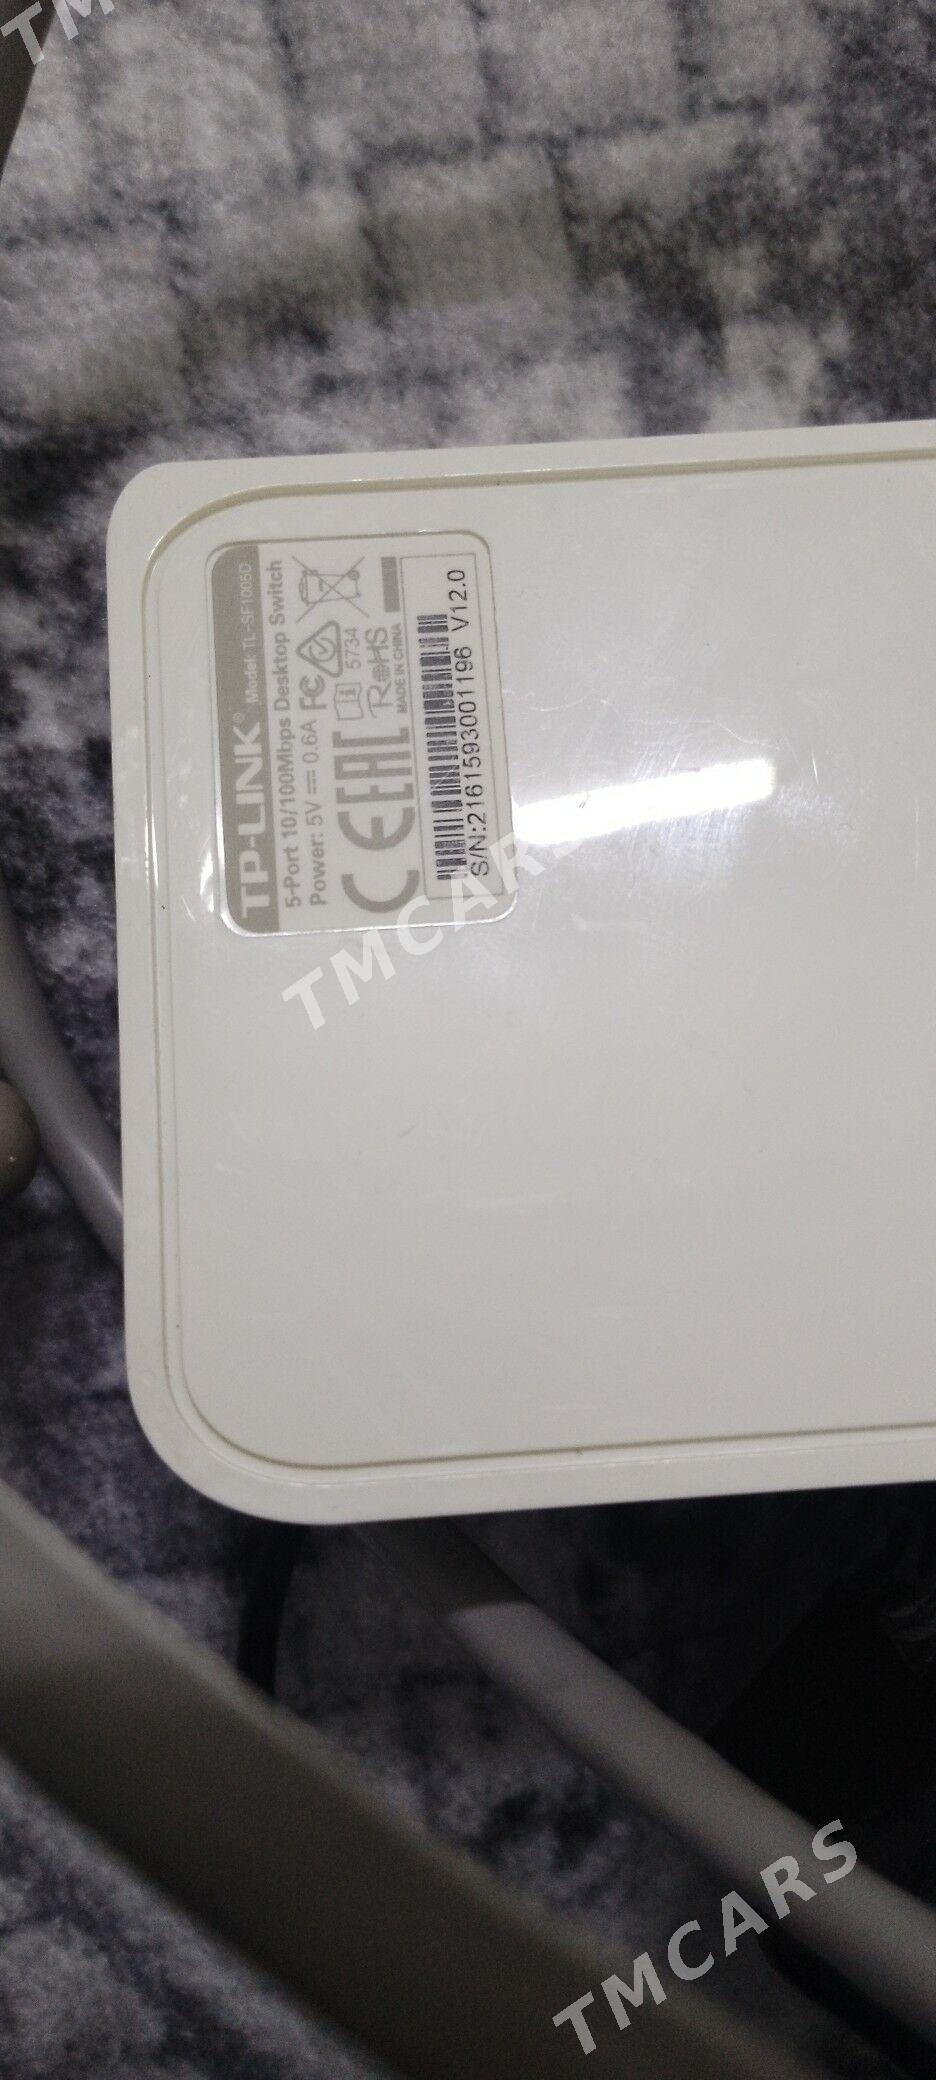 TP-LINK® Model: TL-SF1005D
5-Port 10/100Mbps Desktop Switch
Power: 5V ⎓ 0.6A
CE EAC FC
5734
RoHS
MADE IN CHINA
S/N:2161593001196 V12.0
TMCARS
TMCARS
TM